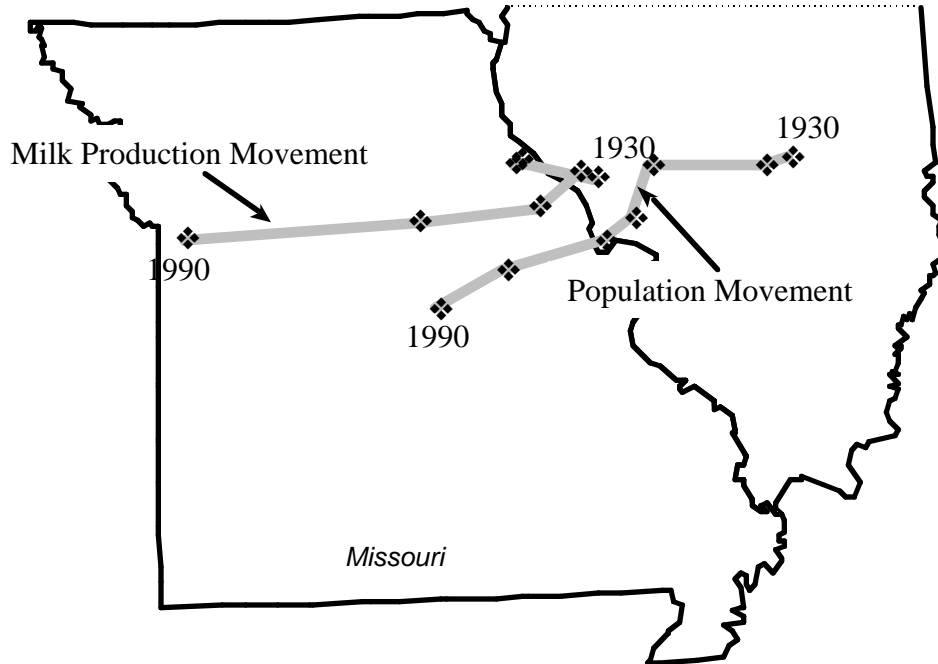 1930
1930
Milk Production Movement
1990
Population Movement
1990
Missouri